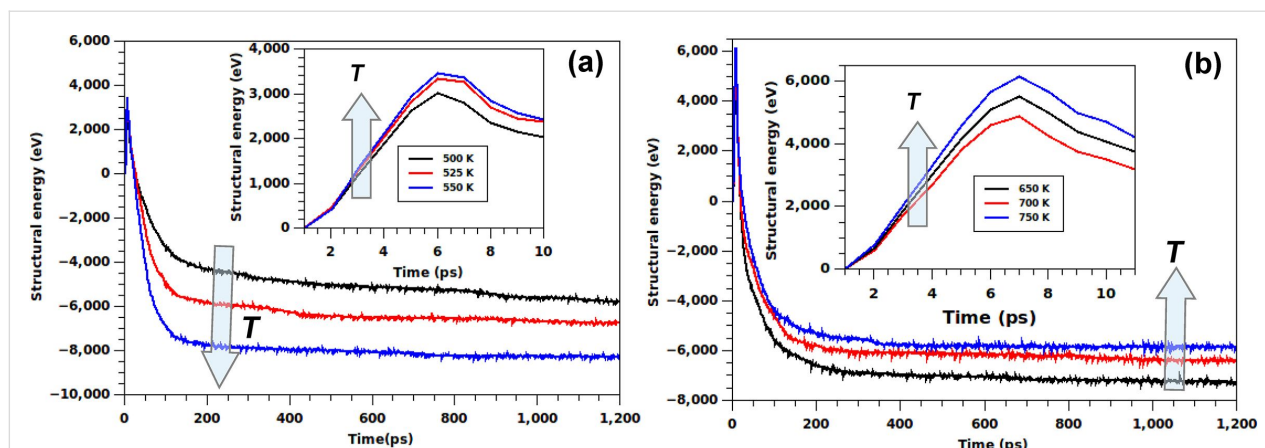 (a)
Structural energy (eV)
6,000
4,000
2,000
0
−2,000
−4,000
−6,000
−8,000
−10,000
0
200
400
600
800
1,000
1,200
Time(ps)
T
Structural energy (eV)
4,000
3,000
2,000
1,000
0
2
4
6
8
10
Time (ps)
T
500 K
525 K
550 K
(b)
Structural energy (eV)
6,000
4,000
2,000
0
−2,000
−4,000
−6,000
−8,000
0
200
400
600
800
1,000
1,200
Time (ps)
T
Structural energy (eV)
6,000
4,000
2,000
0
2
4
6
8
10
Time (ps)
T
650 K
700 K
750 K